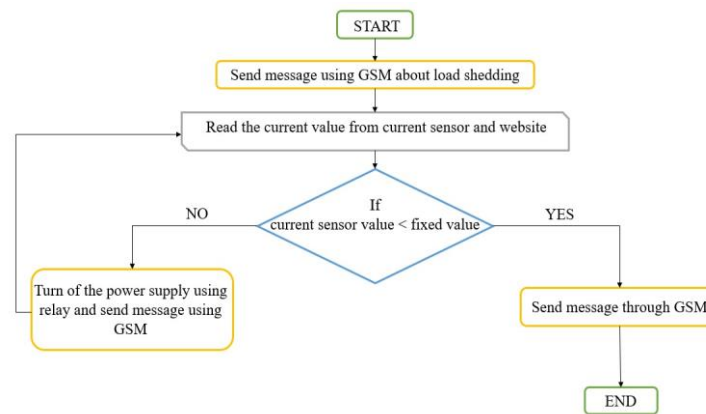 START
Send message using GSM about load shedding
Read the current value from current sensor and website
If
current sensor value < fixed value
NO
YES
Turn of the power supply using
relay and send message using
GSM
Send message through GSM
END